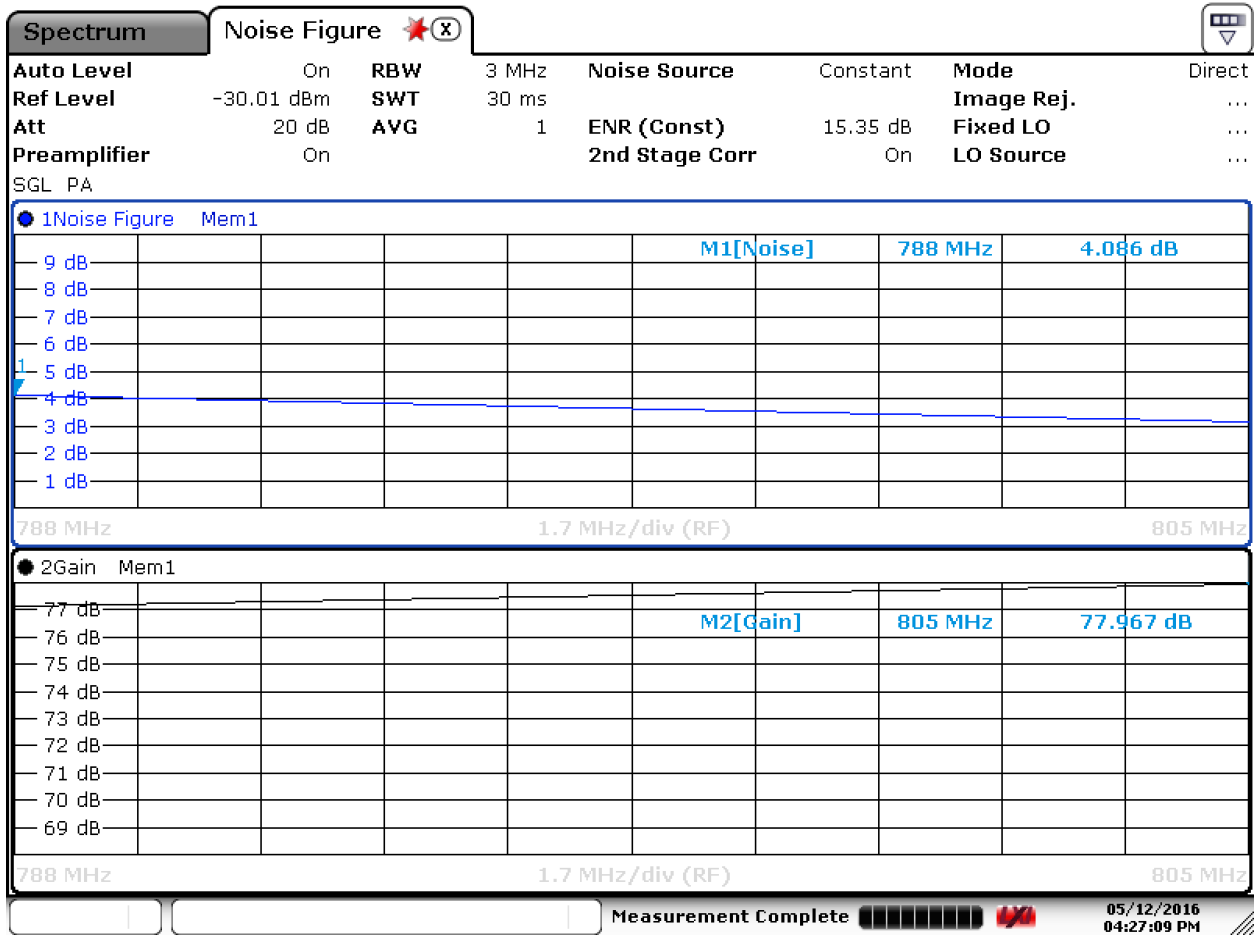 Spectrum Noise Figure X
Auto Level On RBW 3 MHz Noise Source Constant Mode Direct
Ref Level -30.01 dBm SWT 30 ms Image Rej. ...
Att 20 dB AVG 1 ENR (Const) 15.35 dB Fixed LO ...
Preamplifier On 2nd Stage Corr On LO Source ...
SGL PA
1Noise Figure Mem1
M1[Noise] 788 MHz 4.086 dB
9 dB
8 dB
7 dB
6 dB
1
5 dB
4 dB
3 dB
2 dB
1 dB
788 MHz 1.7 MHz/div (RF) 805 MHz
2Gain Mem1
77 dB
M2[Gain] 805 MHz 77.967 dB
76 dB
75 dB
74 dB
73 dB
72 dB
71 dB
70 dB
69 dB
788 MHz 1.7 MHz/div (RF) 805 MHz
Measurement Complete LXI 05/12/2016
04:27:09 PM